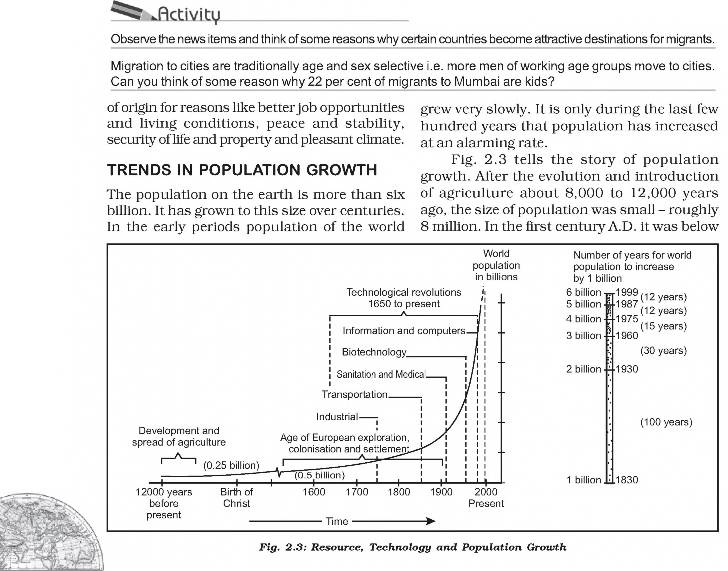 Activity
Observe the news items and think of some reasons why certain countries become attractive destinations for migrants.
Migration to cities are traditionally age and sex selective i.e. more men of working age groups move to cities.
Can you think of some reason why 22 per cent of migrants to Mumbai are kids?
of origin for reasons like better job opportunities
and living conditions, peace and stability,
security of life and property and pleasant climate.
TRENDS IN POPULATION GROWTH
The population on the earth is more than six
billion. It has grown to this size over centuries.
In the early periods population of the world
grew very slowly. It is only during the last few
hundred years that population has increased
at an alarming rate.
Fig. 2.3 tells the story of population
growth. After the evolution and introduction
of agriculture about 8,000 to 12,000 years
ago, the size of population was small – roughly
8 million. In the first century A.D. it was below
World
population
in billions
Technological revolutions
1650 to present
Information and computers
Biotechnology
Sanitation and Medical
Transportation
Industrial
Development and
spread of agriculture
Age of European exploration,
colonisation and settlement
(0.25 billion)
(0.5 billion)
12000 years
before
present
Birth of
Christ
1600
1700
1800
1900
2000
Present
Time
Number of years for world
population to increase
by 1 billion
6 billion 1999 (12 years)
5 billion 1987
(12 years)
4 billion 1975
(15 years)
3 billion 1960
(30 years)
2 billion 1930
(100 years)
1 billion 1830
Fig. 2.3: Resource, Technology and Population Growth